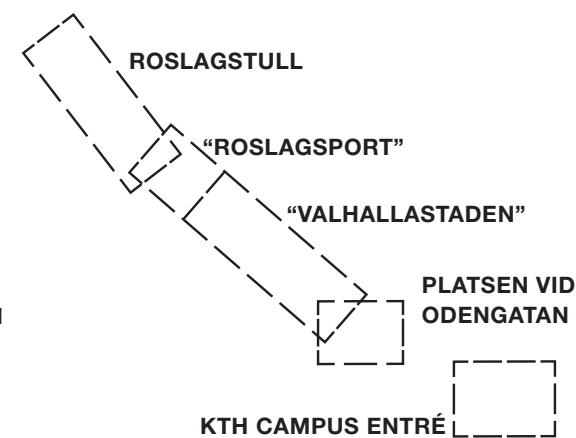 ROSLAGSTULL
“ROSLAGSPORT”
“VALHALLASTADEN”
PLATSEN VID
ODENGATAN
KTH CAMPUS ENTRÉ